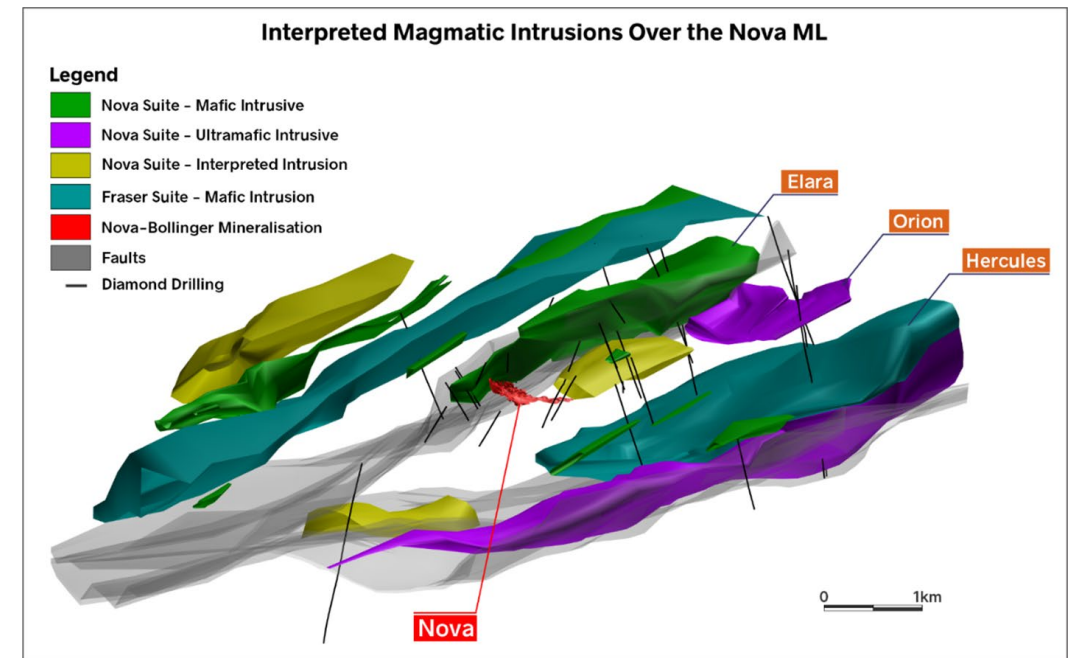 Interpreted Magmatic Intrusions Over the Nova ML
Legend
Nova Suite - Mafic Intrusive
Nova Suite - Ultramafic Intrusive
Nova Suite - Interpreted Intrusion
Fraser Suite - Mafic Intrusion
Nova-Bollinger Mineralisation
Faults
Diamond Drilling
Elara
Orion
Hercules
Nova
0 1km